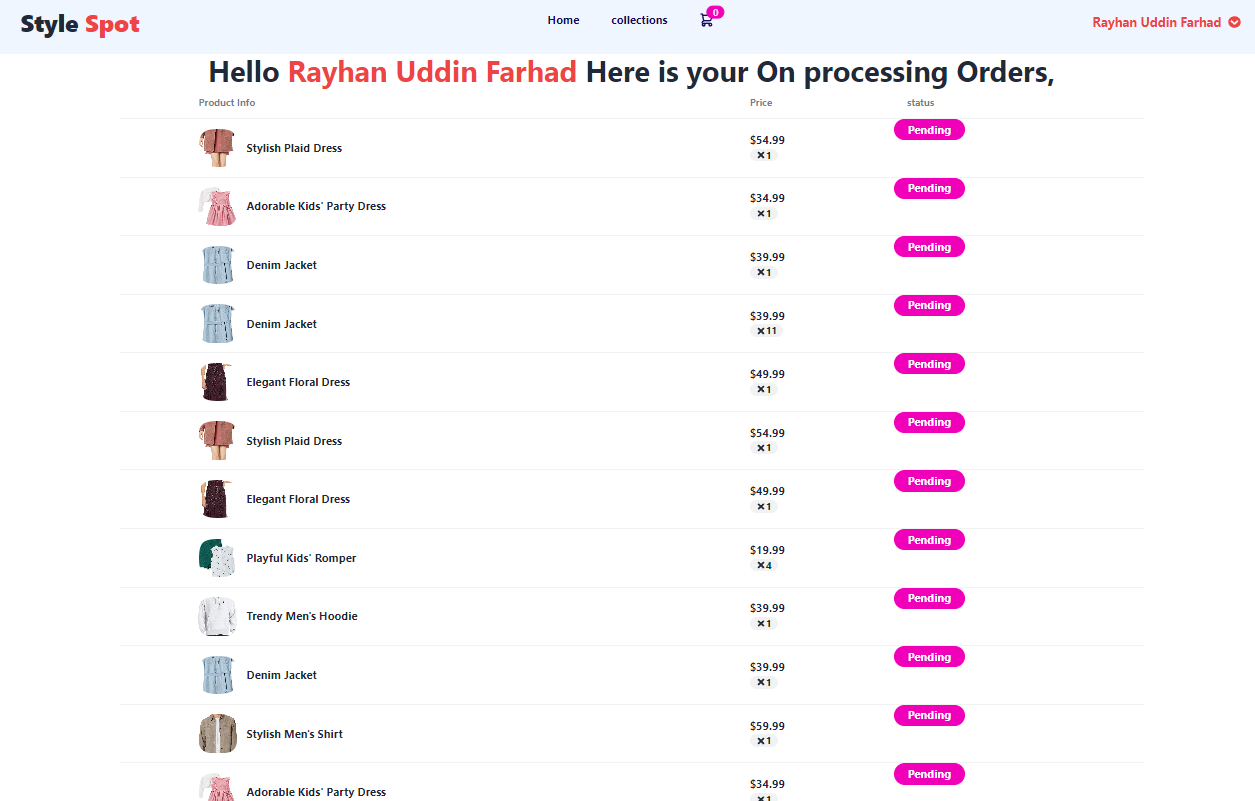 Style Spot
Home
collections
0
Rayhan Uddin Farhad
Hello Rayhan Uddin Farhad Here is your On processing Orders,
Product Info Price status
Stylish Plaid Dress $54.99 Pending
×1
Adorable Kids' Party Dress $34.99 Pending
×1
Denim Jacket $39.99 Pending
×1
Denim Jacket $39.99 Pending
×11
Elegant Floral Dress $49.99 Pending
×1
Stylish Plaid Dress $54.99 Pending
×1
Elegant Floral Dress $49.99 Pending
×1
Playful Kids' Romper $19.99 Pending
×4
Trendy Men's Hoodie $39.99 Pending
×1
Denim Jacket $39.99 Pending
×1
Stylish Men's Shirt $59.99 Pending
×1
Adorable Kids' Party Dress $34.99 Pending
×1